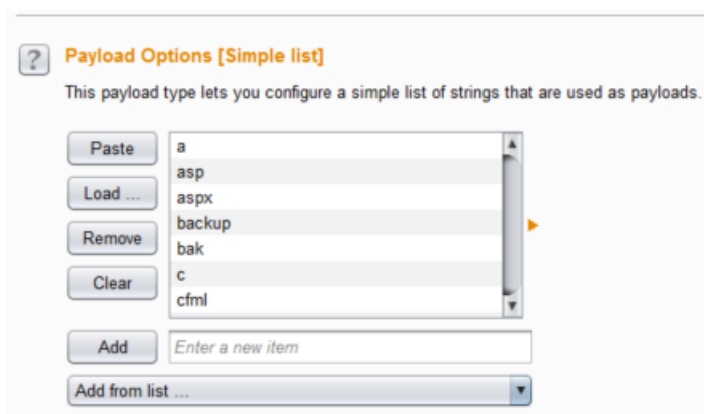 ?
Payload Options [Simple list]
This payload type lets you configure a simple list of strings that are used as payloads.
Paste
Load ...
Remove
Clear
a
asp
aspx
backup
bak
c
cfml
Add
Enter a new item
Add from list ...